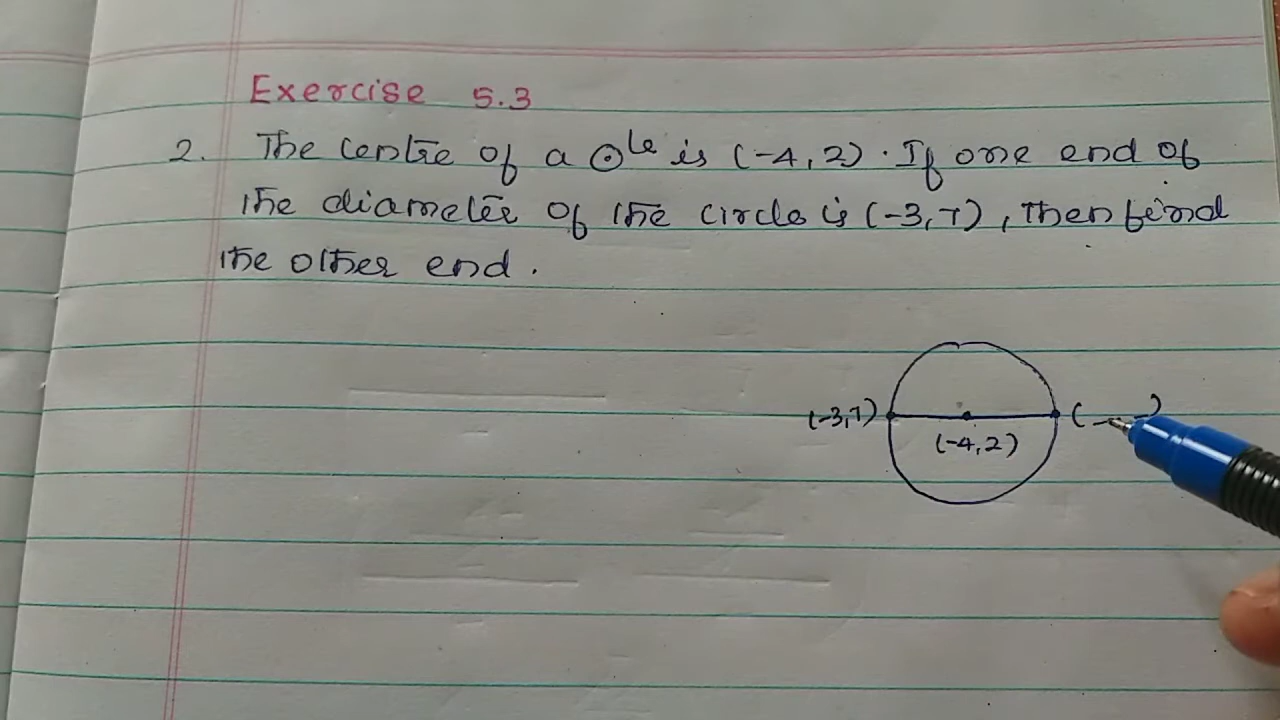 Exercise 5.3
2. The centre of a ⊙le is (-4,2). If one end of
the diameter of the circle is (-3,7), then find
the other end.
(-3,7)
(-4,2)
( )